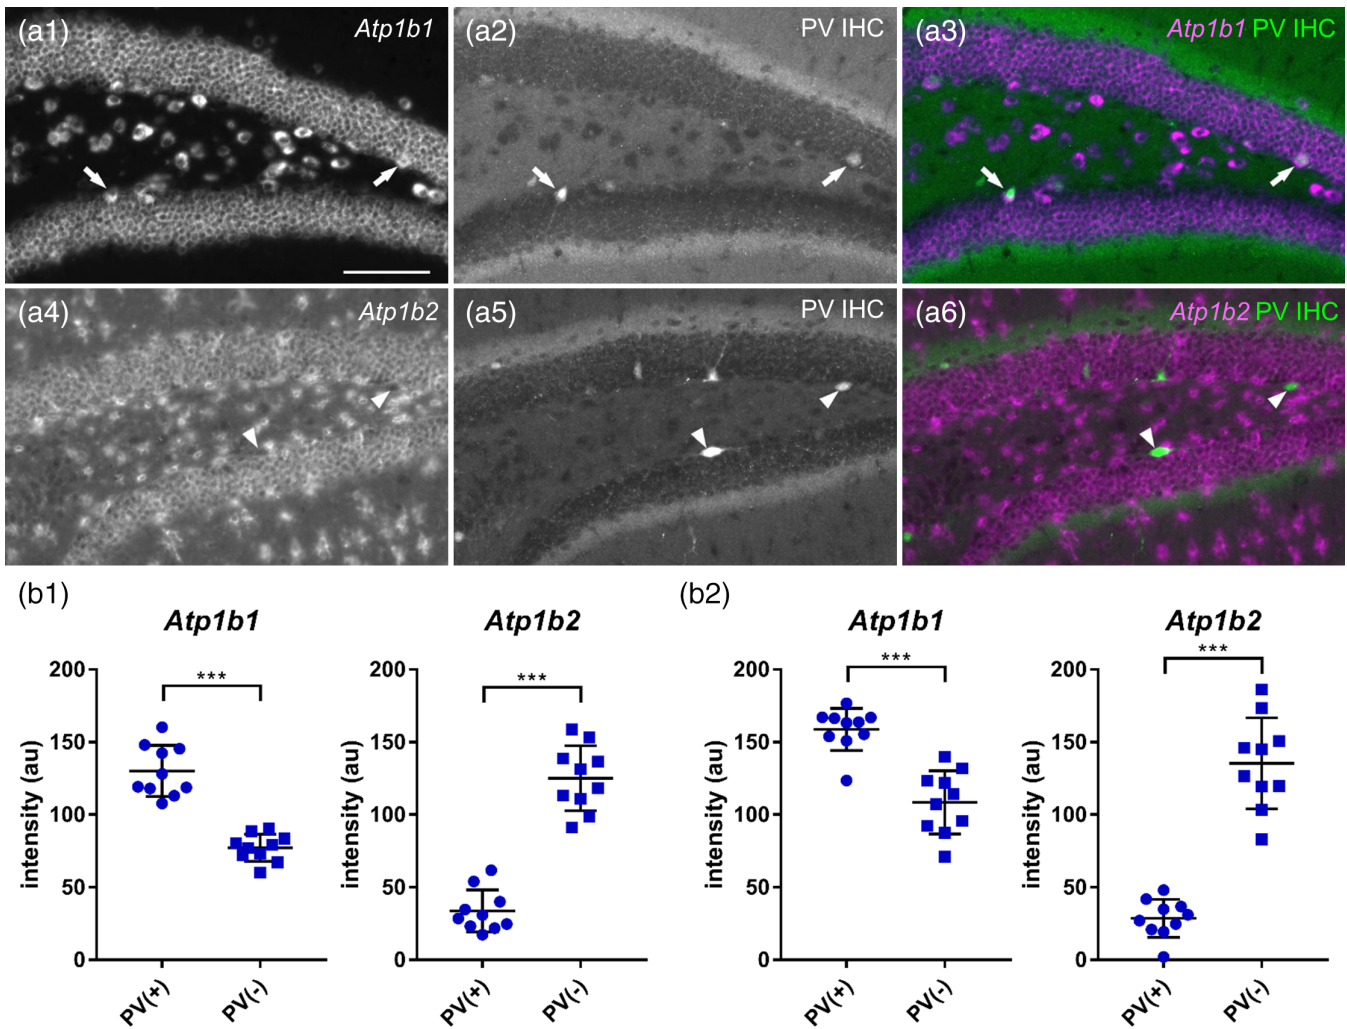 (a1) Atp1b1
(a2) PV IHC
(a3) Atp1b1 PV IHC
(a4) Atp1b2
(a5) PV IHC
(a6) Atp1b2 PV IHC
(b1)
Atp1b1
200
150
100
50
0
intensity (au)
***
PV(+) PV(-)
Atp1b2
200
150
100
50
0
intensity (au)
***
PV(+) PV(-)
(b2)
Atp1b1
200
150
100
50
0
intensity (au)
***
PV(+) PV(-)
Atp1b2
200
150
100
50
0
intensity (au)
***
PV(+) PV(-)